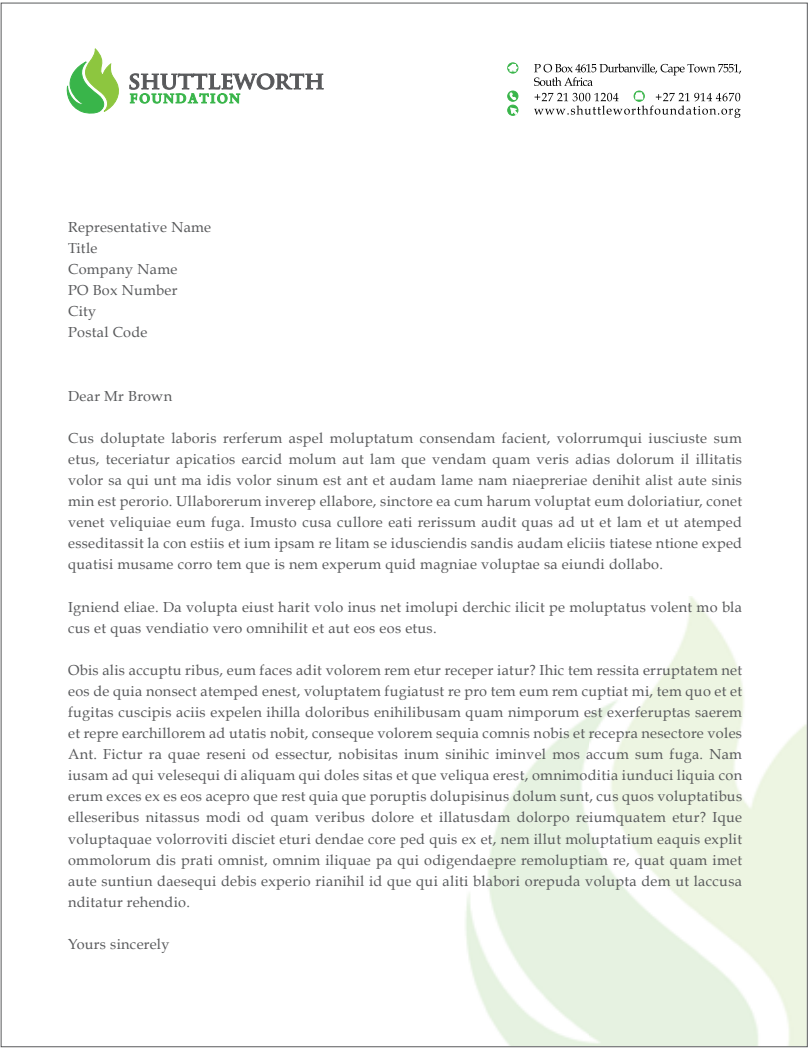 SHUTTLEWORTH
FOUNDATION
P O Box 4615 Durbanville, Cape Town 7551,
South Africa
+27 21 300 1204 +27 21 914 4670
www.shuttleworthfoundation.org
Representative Name
Title
Company Name
PO Box Number
City
Postal Code
Dear Mr Brown
Cus doluptate laboris rerferum aspel moluptatum consendam facient, volorrumqui iusciuste sum
etus, teceriatur apicatios earcid molum aut lam que vendam quam veris adias dolorum il illitatis
volor sa qui unt ma idis volor sinum est ant et audam lame nam niaepreriae denihit alist aute sinis
min est perorio. Ullaborerum inverep ellabore, sinctore ea cum harum voluptat eum doloriatiur, conet
venet veliquiae eum fuga. Imusto cusa cullore eati rerissum audit quas ad ut et lam et ut atemped
esseditassit la con estiis et ium ipsam re litam se idusciendis sandis audam eliciis tiatese ntione exped
quatisi musame corro tem que is nem experum quid magniae voluptae sa eiundi dollabo.
Igniend eliae. Da volupta eiust harit volo inus net imolupi derchic ilicit pe moluptatus volent mo bla
cus et quas vendiatio vero omnihilit et aut eos eos etus.
Obis alis accuptu ribus, eum faces adit volorem rem etur receper iatur? Ihic tem ressita erruptatem net
eos de quia nonsect atemped enest, voluptatem fugiatust re pro tem eum rem cuptiat mi, tem quo et et
fugitas cuscipis aciis expelen ihilla doloribus enihilibusam quam nimporum est exerferuptas saerem
et repre earchillorem ad utatis nobit, conseque volorem sequia comnis nobis et recepra nesectore voles
Ant. Fictur ra quae reseni od essectur, nobisitas inum sinihic iminvel mos accum sum fuga. Nam
iusam ad qui velesequi di aliquam qui doles sitas et que veliqua erest, omnimoditia iunduci liquia con
erum exces ex es eos acepro que rest quia que poruptis dolupisinus dolum sunt, cus quos voluptatibus
elleseribus nitassus modi od quam veribus dolore et illatusdam dolorpo reiumquatem etur? Ique
voluptaquae volorroviti disciet eturi dendae core ped quis ex et, nem illut moluptatium eaquis explit
ommolorum dis prati omnist, omnim iliquae pa qui odigendaepre remoluptiam re, quat quam imet
aute suntiun daesequi debis experio rianihil id que qui aliti blabori orepuda volupta dem ut laccusa
nditatur rehendio.
Yours sincerely